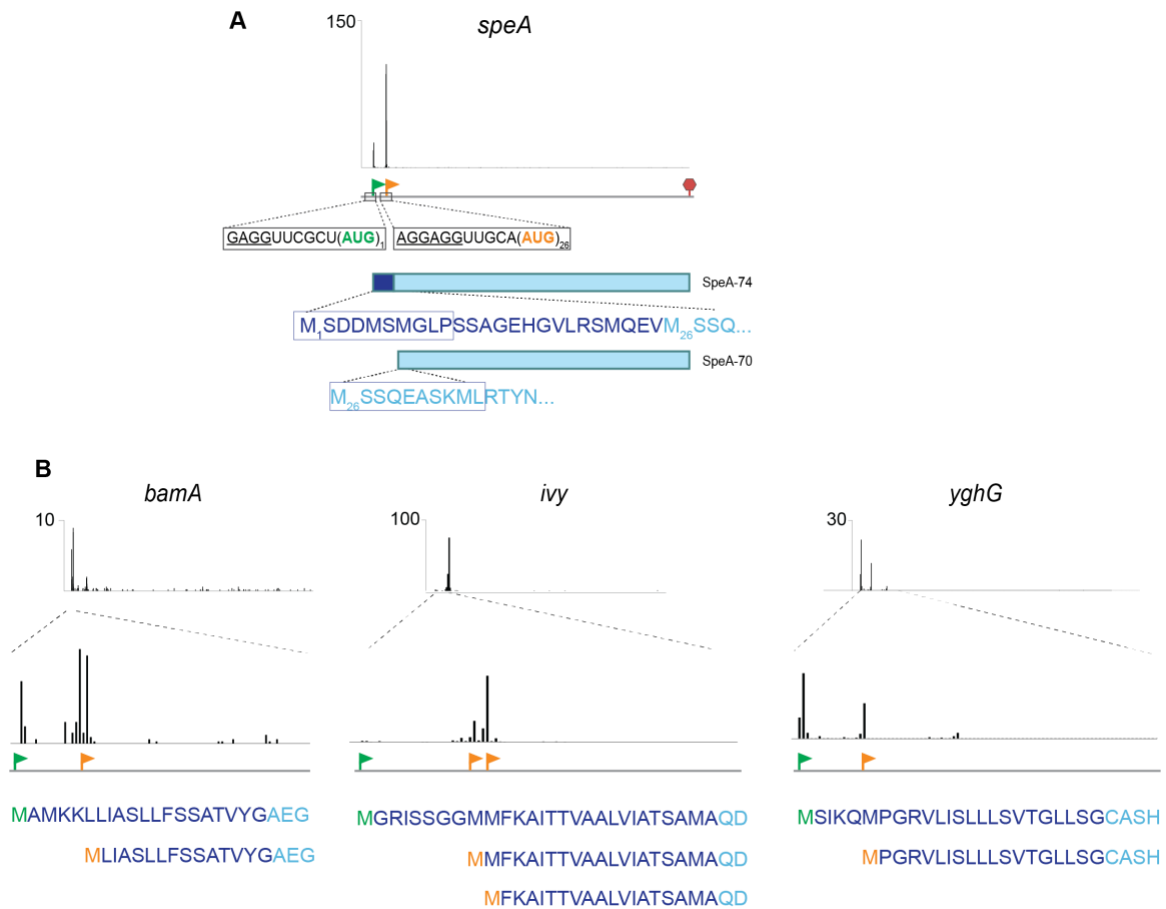 A
150
speA
GAGGUUCGCU(AUG)1
AGGAGGUUGCA(AUG)26
SpeA-74
M1SDDMSMGLPSSAGEHGVLRSMQEVM26SSQ...
SpeA-70
M26SSQEASKMLRTYN...
B
bamA
ivy
yghG
10
100
30
MAMKKLLIASLLFSSATVYGAEG
MLIASLLFSSATVYGAEG
MGRISSGGMMFKAITTVAALVIATSAMAQD
MMFKAITTVAALVIATSAMAQD
MFKAITTVAALVIATSAMAQD
MSIKQMPGRVLISLLLSVTGLLSGCASH
MPGRVLISLLLSVTGLLSGCASH